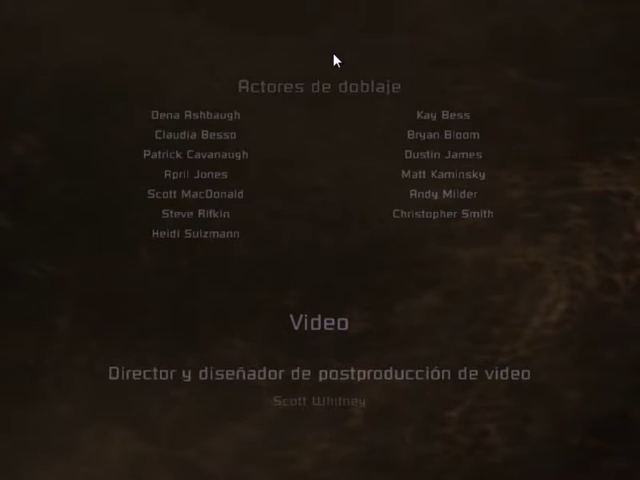 Actores de doblaje
Dena Ashbaugh
Claudia Besso
Patrick Cavanaugh
April Jones
Scott MacDonald
Steve Rifkin
Heidi Sulzmann
Kay Bess
Bryan Bloom
Dustin James
Matt Kaminsky
Andy Milder
Christopher Smith
Video
Director y diseñador de postproducción de video
Scott Whitney